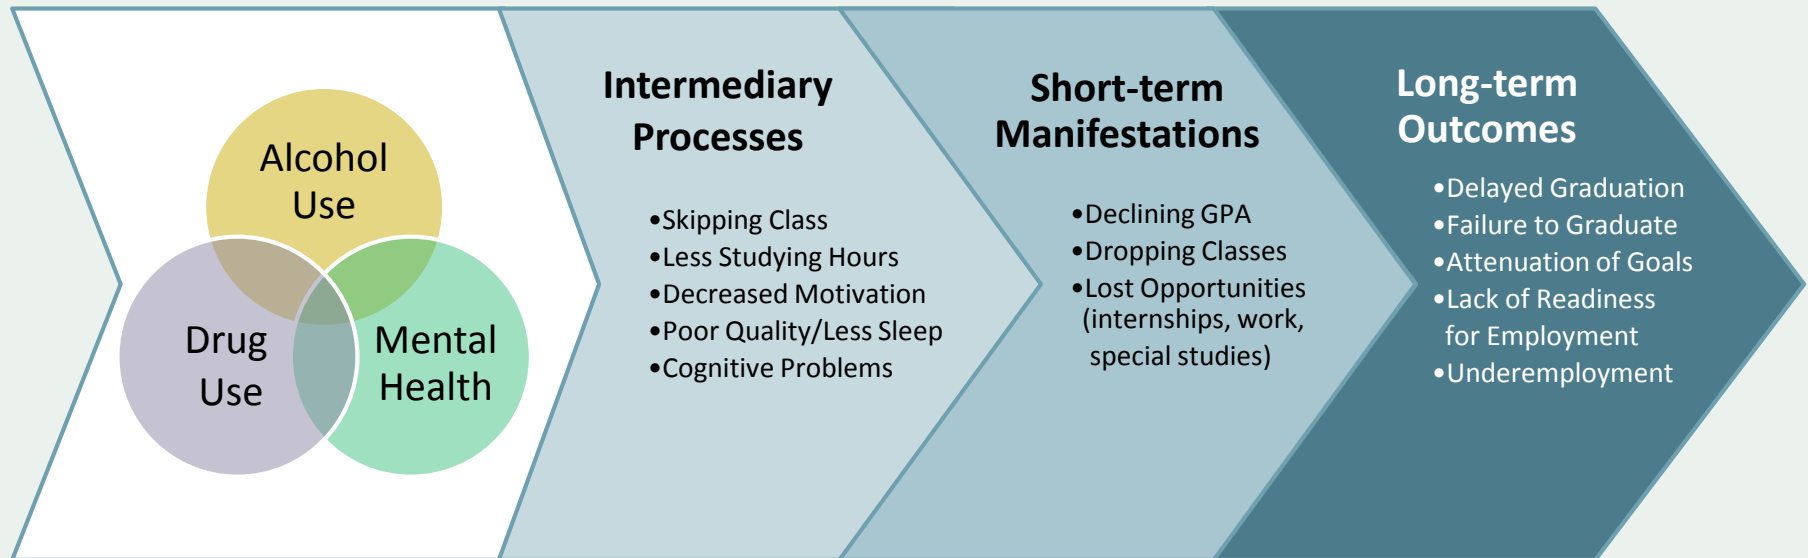 Alcohol
Use
Drug
Use
Mental
Health
Intermediary
Processes
•Skipping Class
•Less Studying Hours
•Decreased Motivation
•Poor Quality/Less Sleep
•Cognitive Problems
Short-term
Manifestations
•Declining GPA
•Dropping Classes
•Lost Opportunities
(internships, work,
special studies)
Long-term
Outcomes
•Delayed Graduation
•Failure to Graduate
•Attenuation of Goals
•Lack of Readiness
for Employment
•Underemployment